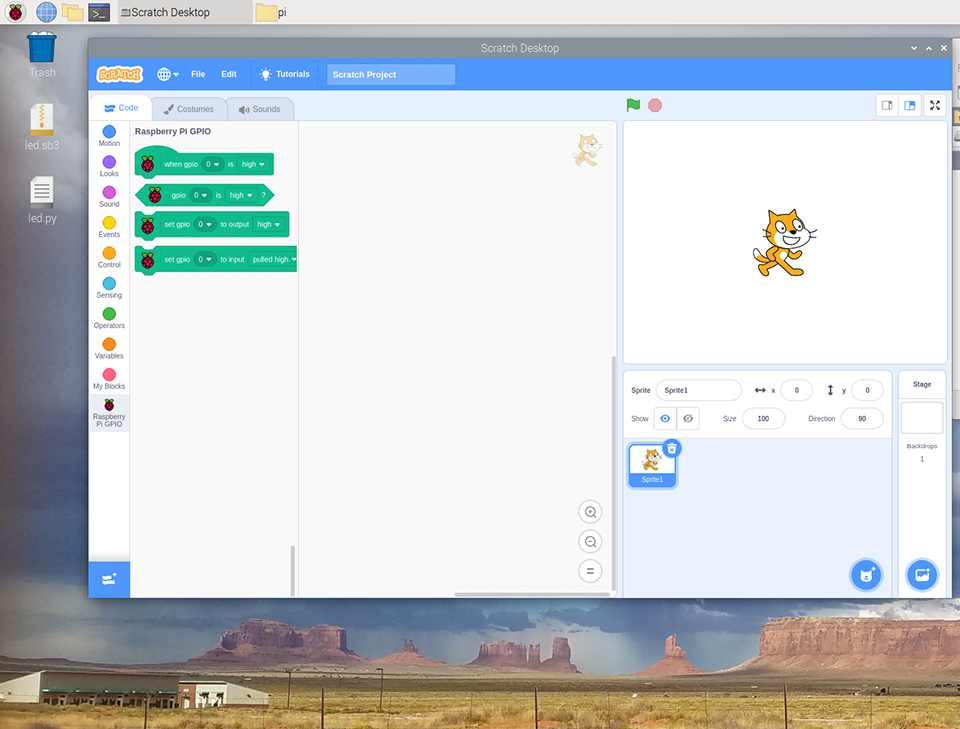 Scratch Desktop
pi
Trash
led.sb3
led.py
Scratch Desktop
SCRATCH
File
Edit
Tutorials
Scratch Project
Code
Costumes
Sounds
Motion
Looks
Sound
Events
Control
Sensing
Operators
Variables
My Blocks
Raspberry
Pi GPIO
Raspberry Pi GPIO
when gpio 0 is high
gpio 0 is high ?
set gpio 0 to output high
set gpio 0 to input pulled high
Sprite Sprite1 x 0 y 0
Show Size 100 Direction 90
Sprite1
Stage
Backdrops
1